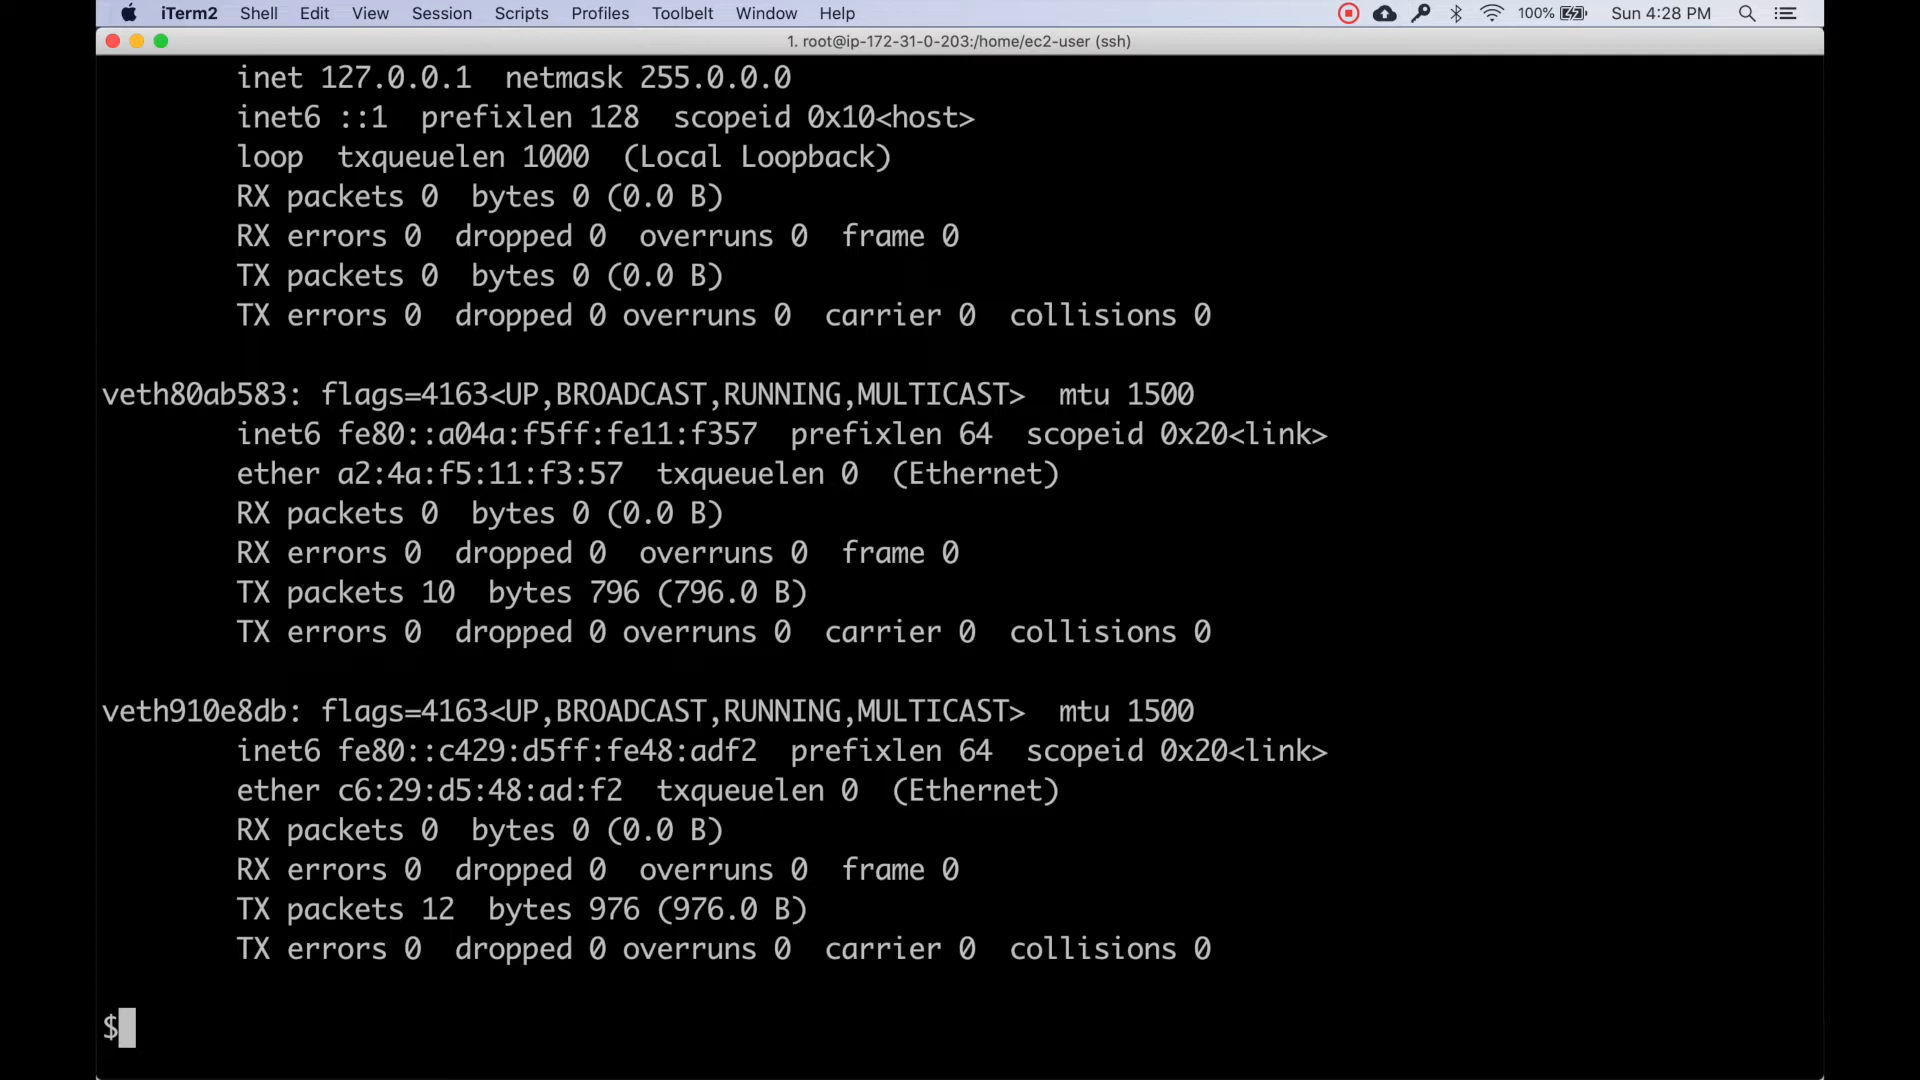 iTerm2 Shell Edit View Session Scripts Profiles Toolbelt Window Help 100% Sun 4:28 PM
1. root@ip-172-31-0-203:/home/ec2-user (ssh)
inet 127.0.0.1  netmask 255.0.0.0
inet6 ::1  prefixlen 128  scopeid 0x10<host>
loop  txqueuelen 1000  (Local Loopback)
RX packets 0  bytes 0 (0.0 B)
RX errors 0  dropped 0  overruns 0  frame 0
TX packets 0  bytes 0 (0.0 B)
TX errors 0  dropped 0 overruns 0  carrier 0  collisions 0
veth80ab583: flags=4163<UP,BROADCAST,RUNNING,MULTICAST>  mtu 1500
inet6 fe80::a04a:f5ff:fe11:f357  prefixlen 64  scopeid 0x20<link>
ether a2:4a:f5:11:f3:57  txqueuelen 0  (Ethernet)
RX packets 0  bytes 0 (0.0 B)
RX errors 0  dropped 0  overruns 0  frame 0
TX packets 10  bytes 796 (796.0 B)
TX errors 0  dropped 0 overruns 0  carrier 0  collisions 0
veth910e8db: flags=4163<UP,BROADCAST,RUNNING,MULTICAST>  mtu 1500
inet6 fe80::c429:d5ff:fe48:adf2  prefixlen 64  scopeid 0x20<link>
ether c6:29:d5:48:ad:f2  txqueuelen 0  (Ethernet)
RX packets 0  bytes 0 (0.0 B)
RX errors 0  dropped 0  overruns 0  frame 0
TX packets 12  bytes 976 (976.0 B)
TX errors 0  dropped 0 overruns 0  carrier 0  collisions 0
$